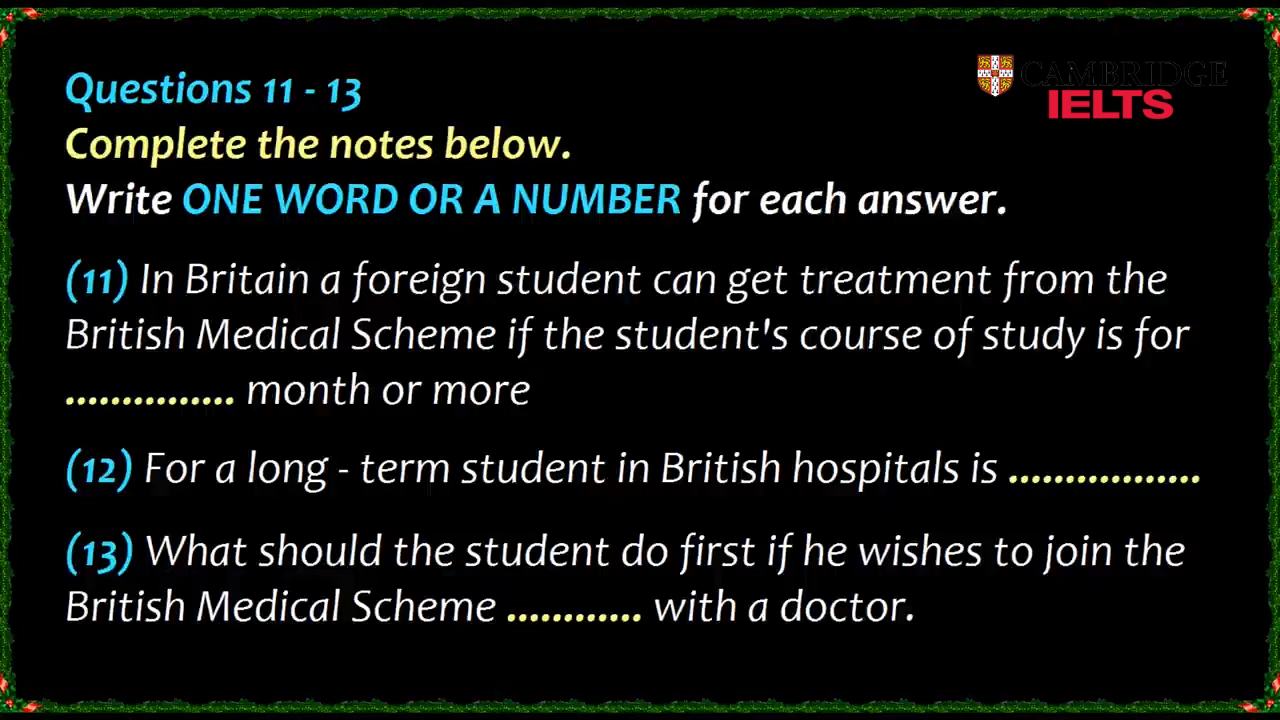 CAMBRIDGE
IELTS
Questions 11 - 13
Complete the notes below.
Write ONE WORD OR A NUMBER for each answer.
(11) In Britain a foreign student can get treatment from the
British Medical Scheme if the student's course of study is for
............... month or more
(12) For a long - term student in British hospitals is .................
(13) What should the student do first if he wishes to join the
British Medical Scheme ............ with a doctor.